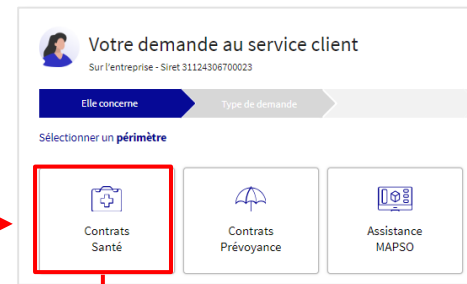 Votre demande au service client
Sur l'entreprise - Siret 31124306700023
Elle concerne
Type de demande
Sélectionner un périmètre
Contrats
Santé
Contrats
Prévoyance
Assistance
MAPSO